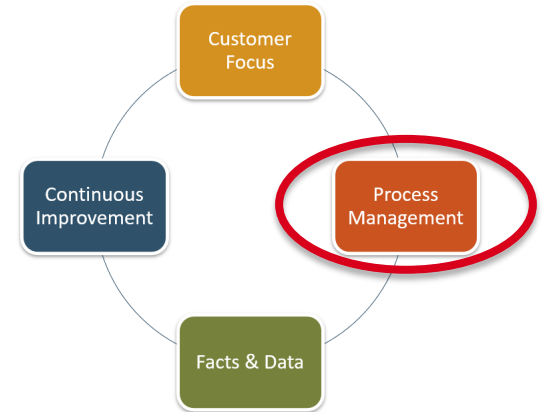 Customer
Focus
Continuous
Improvement
Process
Management
Facts & Data